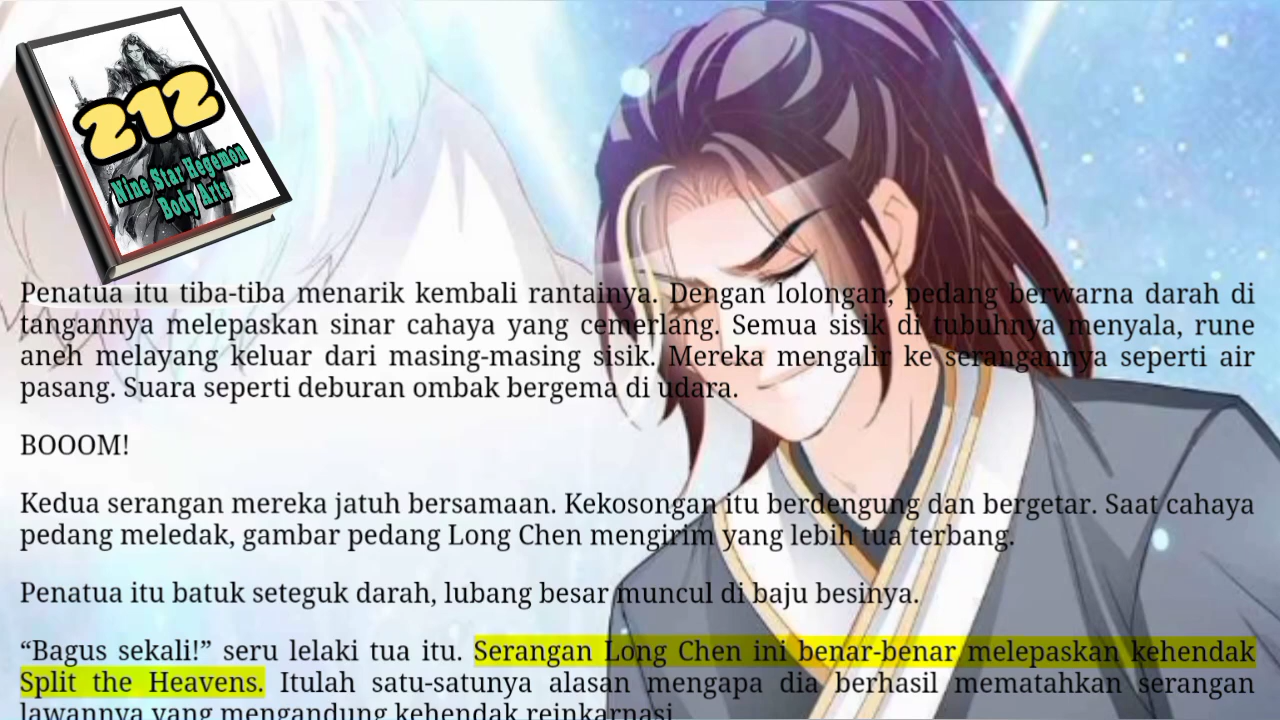 212
Nine Star Hegemon
Body Arts
Penatua itu tiba-tiba menarik kembali rantainya. Dengan lolongan, pedang berwarna darah di
tangannya melepaskan sinar cahaya yang cemerlang. Semua sisik di tubuhnya menyala, rune
aneh melayang keluar dari masing-masing sisik. Mereka mengalir ke serangannya seperti air
pasang. Suara seperti deburan ombak bergema di udara.
BOOOM!
Kedua serangan mereka jatuh bersamaan. Kekosongan itu berdengung dan bergetar. Saat cahaya
pedang meledak, gambar pedang Long Chen mengirim yang lebih tua terbang.
Penatua itu batuk seteguk darah, lubang besar muncul di baju besinya.
“Bagus sekali!” seru lelaki tua itu. Serangan Long Chen ini benar-benar melepaskan kehendak
Split the Heavens. Itulah satu-satunya alasan mengapa dia berhasil mematahkan serangan
lawannya yang mengandung kehendak reinkarnasi